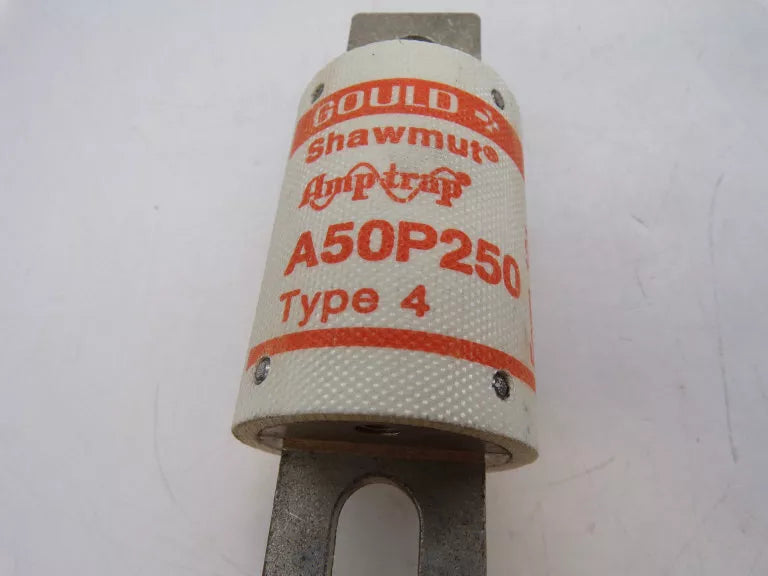 GOULD
Shawmut®
Amp-trap®
A50P250
Type 4